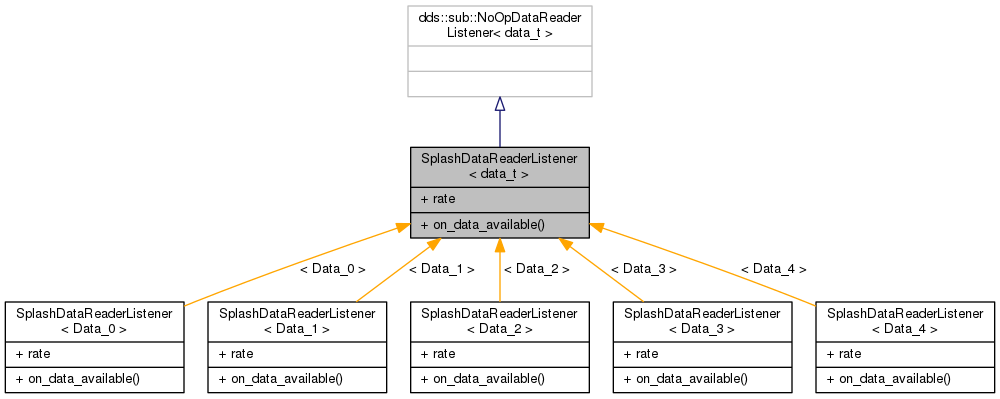 dds::sub::NoOpDataReader
Listener< data_t >
SplashDataReaderListener
< data_t >
+ rate
+ on_data_available()
< Data_0 >
< Data_1 >
< Data_2 >
< Data_3 >
< Data_4 >
SplashDataReaderListener
< Data_0 >
+ rate
+ on_data_available()
SplashDataReaderListener
< Data_1 >
+ rate
+ on_data_available()
SplashDataReaderListener
< Data_2 >
+ rate
+ on_data_available()
SplashDataReaderListener
< Data_3 >
+ rate
+ on_data_available()
SplashDataReaderListener
< Data_4 >
+ rate
+ on_data_available()